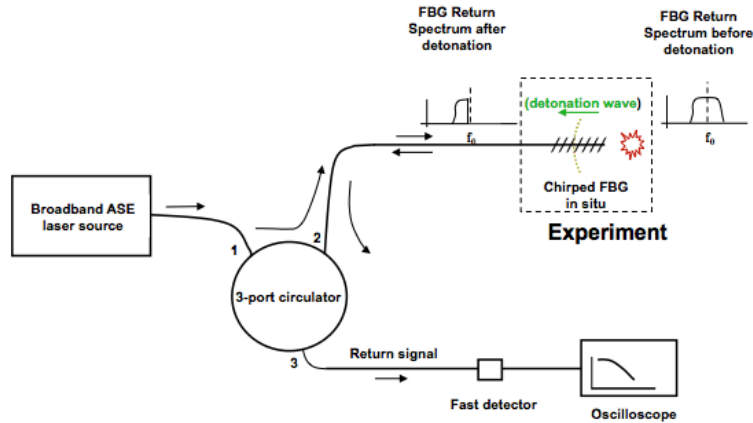 FBG Return
Spectrum after
detonation
FBG Return
Spectrum before
detonation
(detonation wave)
f₀
f₀
Chirped FBG
in situ
Experiment
Broadband ASE
laser source
1
2
3-port circulator
3
Return signal
Fast detector
Oscilloscope